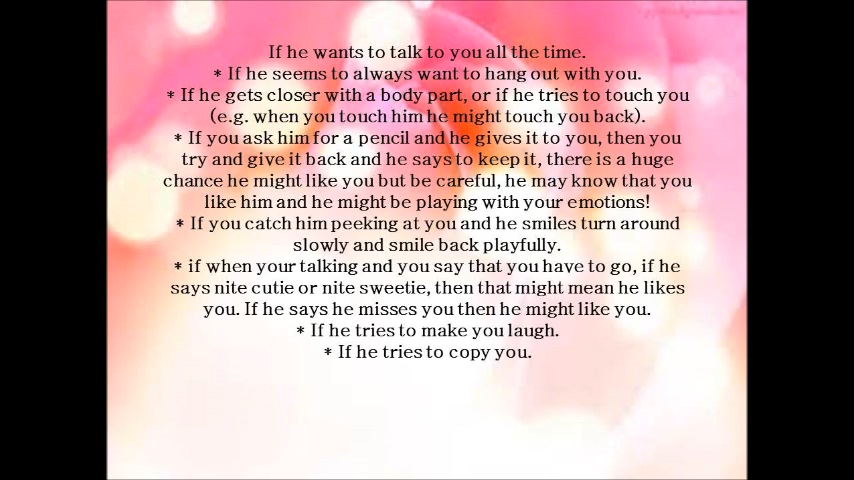 If he wants to talk to you all the time.
* If he seems to always want to hang out with you.
* If he gets closer with a body part, or if he tries to touch you
(e.g. when you touch him he might touch you back).
* If you ask him for a pencil and he gives it to you, then you
try and give it back and he says to keep it, there is a huge
chance he might like you but be careful, he may know that you
like him and he might be playing with your emotions!
* If you catch him peeking at you and he smiles turn around
slowly and smile back playfully.
* if when your talking and you say that you have to go, if he
says nite cutie or nite sweetie, then that might mean he likes
you. If he says he misses you then he might like you.
* If he tries to make you laugh.
* If he tries to copy you.